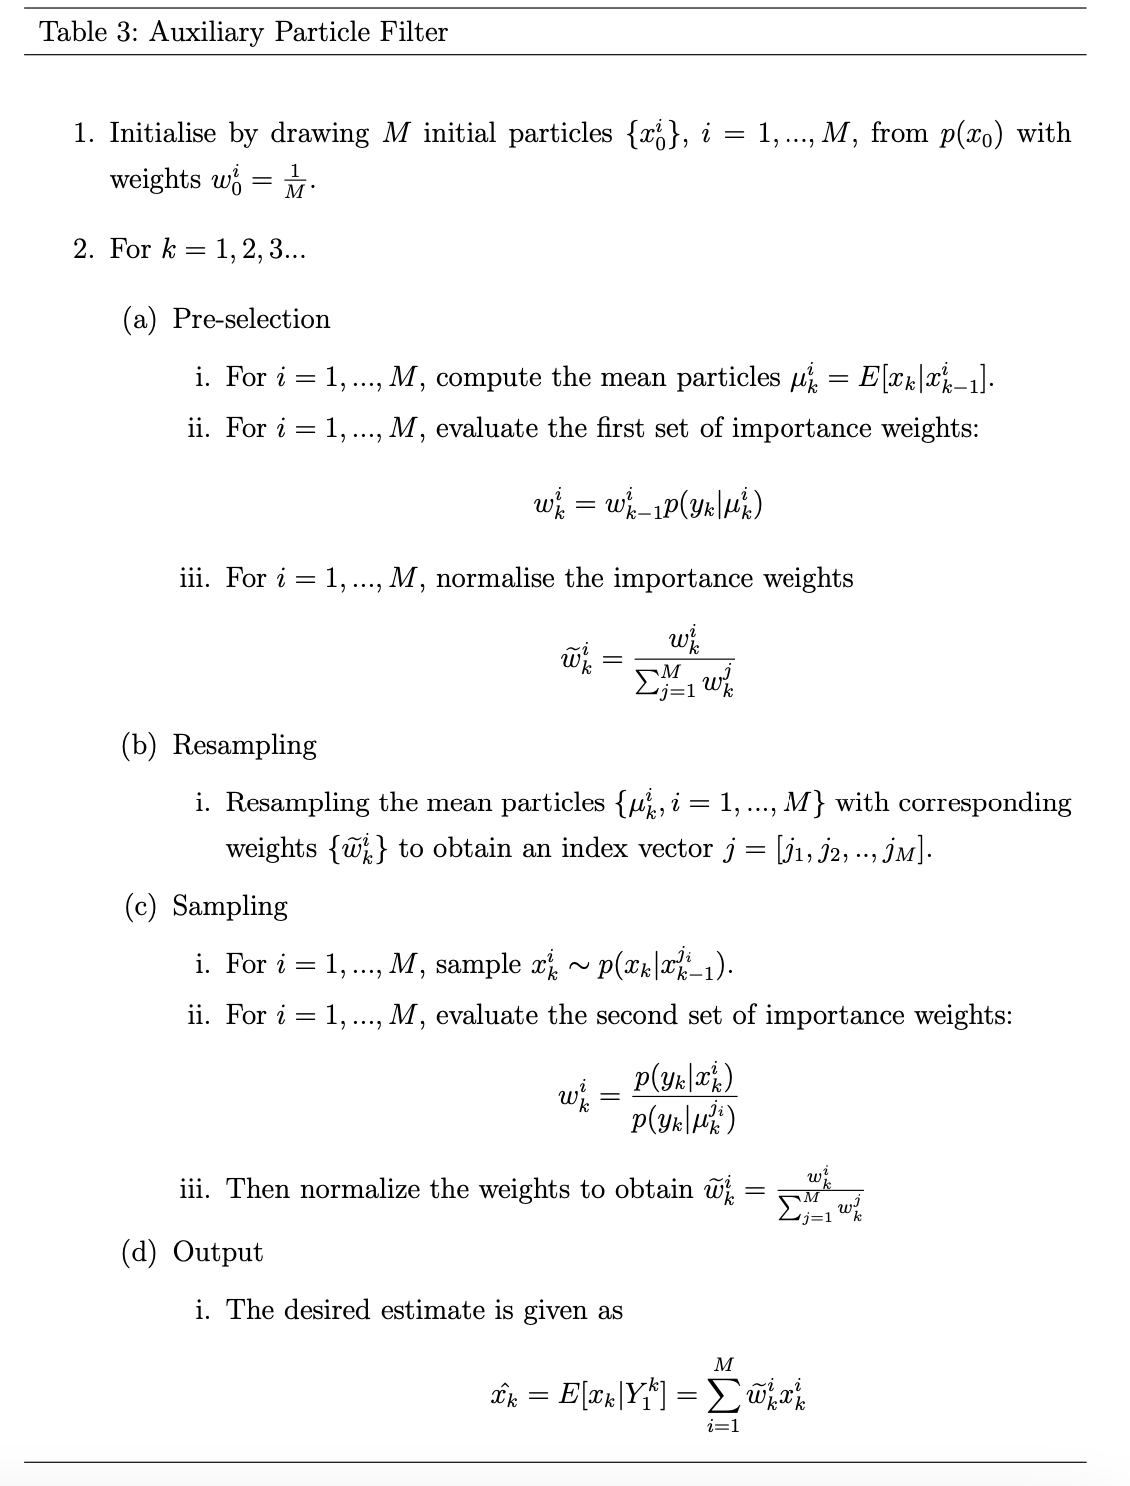 Table 3: Auxiliary Particle Filter
1. Initialise by drawing $M$ initial particles $\{x_0^i\}$, $i = 1, ..., M$, from $p(x_0)$ with
weights $w_0^i = \frac{1}{M}$.
2. For $k = 1, 2, 3...$
(a) Pre-selection
i. For $i = 1, ..., M$, compute the mean particles $\mu_k^i = E[x_k|x_{k-1}^i]$.
ii. For $i = 1, ..., M$, evaluate the first set of importance weights:
$w_k^i = w_{k-1}^i p(y_k|\mu_k^i)$
iii. For $i = 1, ..., M$, normalise the importance weights
$\tilde{w}_k^i = \frac{w_k^i}{\sum_{j=1}^M w_k^j}$
(b) Resampling
i. Resampling the mean particles $\{\mu_k^i, i = 1, ..., M\}$ with corresponding
weights $\{\tilde{w}_k^i\}$ to obtain an index vector $j = [j_1, j_2, .., j_M]$.
(c) Sampling
i. For $i = 1, ..., M$, sample $x_k^i \sim p(x_k|x_{k-1}^{j_i})$.
ii. For $i = 1, ..., M$, evaluate the second set of importance weights:
$w_k^i = \frac{p(y_k|x_k^i)}{p(y_k|\mu_k^{j_i})}$
iii. Then normalize the weights to obtain $\tilde{w}_k^i = \frac{w_k^i}{\sum_{j=1}^M w_k^j}$
(d) Output
i. The desired estimate is given as
$\hat{x_k} = E[x_k|Y_1^k] = \sum_{i=1}^M \tilde{w}_k^i x_k^i$